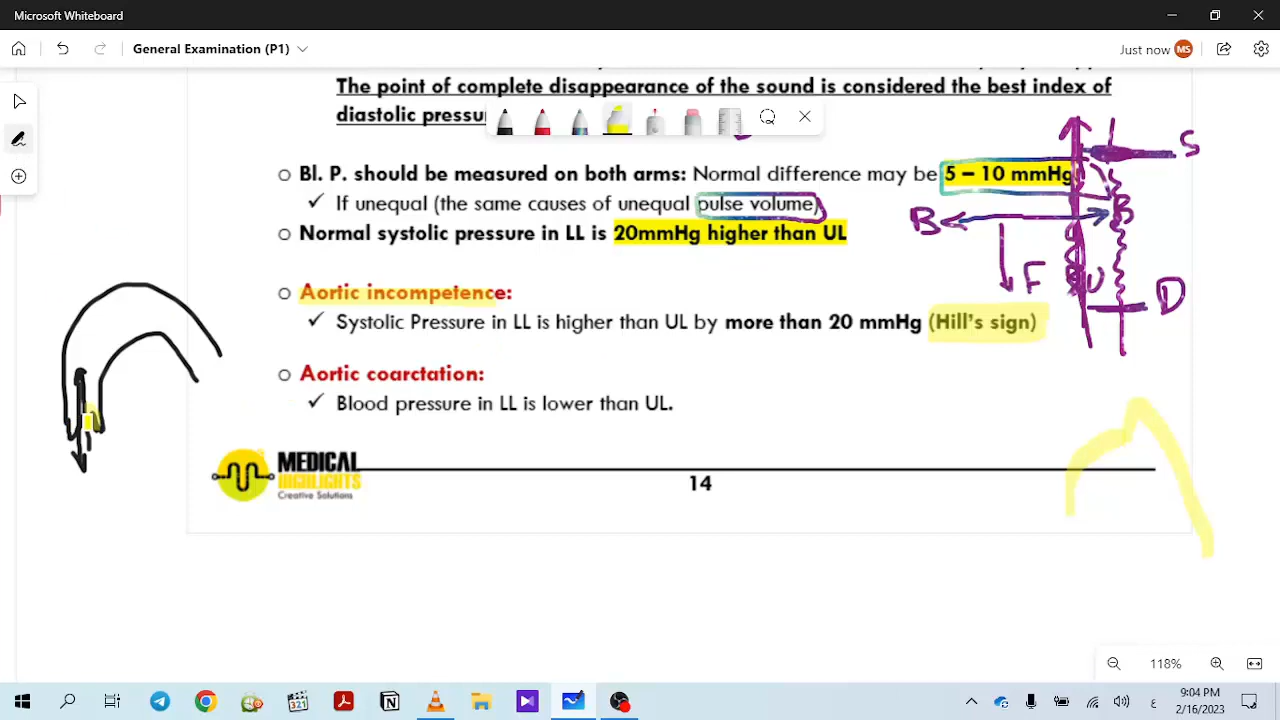 Microsoft Whiteboard
General Examination (P1)
Just now MS
The point of complete disappearance of the sound is considered the best index of
diastolic pressu
Bl. P. should be measured on both arms: Normal difference may be 5 – 10 mmHg
S
✓ If unequal (the same causes of unequal pulse volume)
B
B
Normal systolic pressure in LL is 20mmHg higher than UL
F
D
Aortic incompetence:
✓ Systolic Pressure in LL is higher than UL by more than 20 mmHg (Hill's sign)
Aortic coarctation:
✓ Blood pressure in LL is lower than UL.
MEDICAL
HIGHLIGHTS
Creative Solutions
14
118%
9:04 PM
2/16/2023
ع